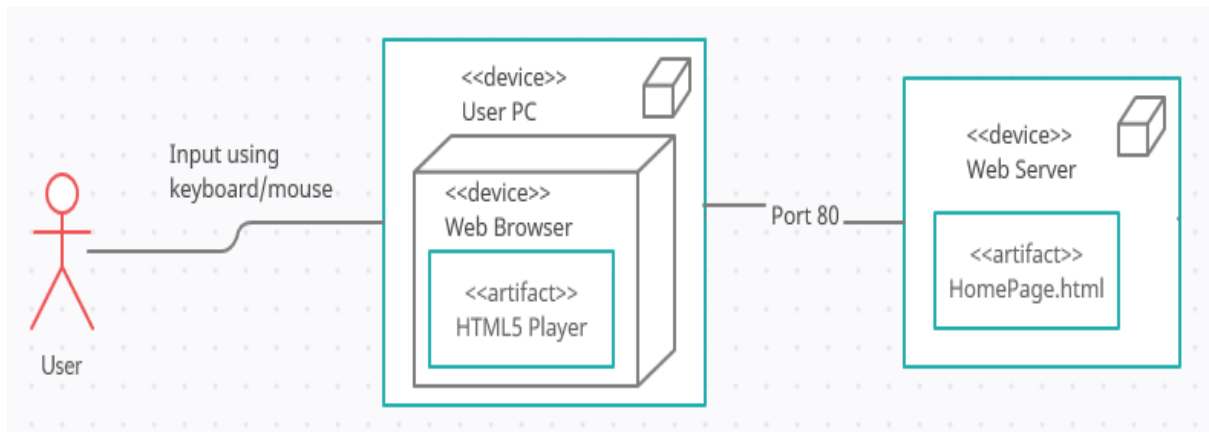 Input using
keyboard/mouse
User
<<device>>
User PC
<<device>>
Web Browser
<<artifact>>
HTML5 Player
Port 80
<<device>>
Web Server
<<artifact>>
HomePage.html